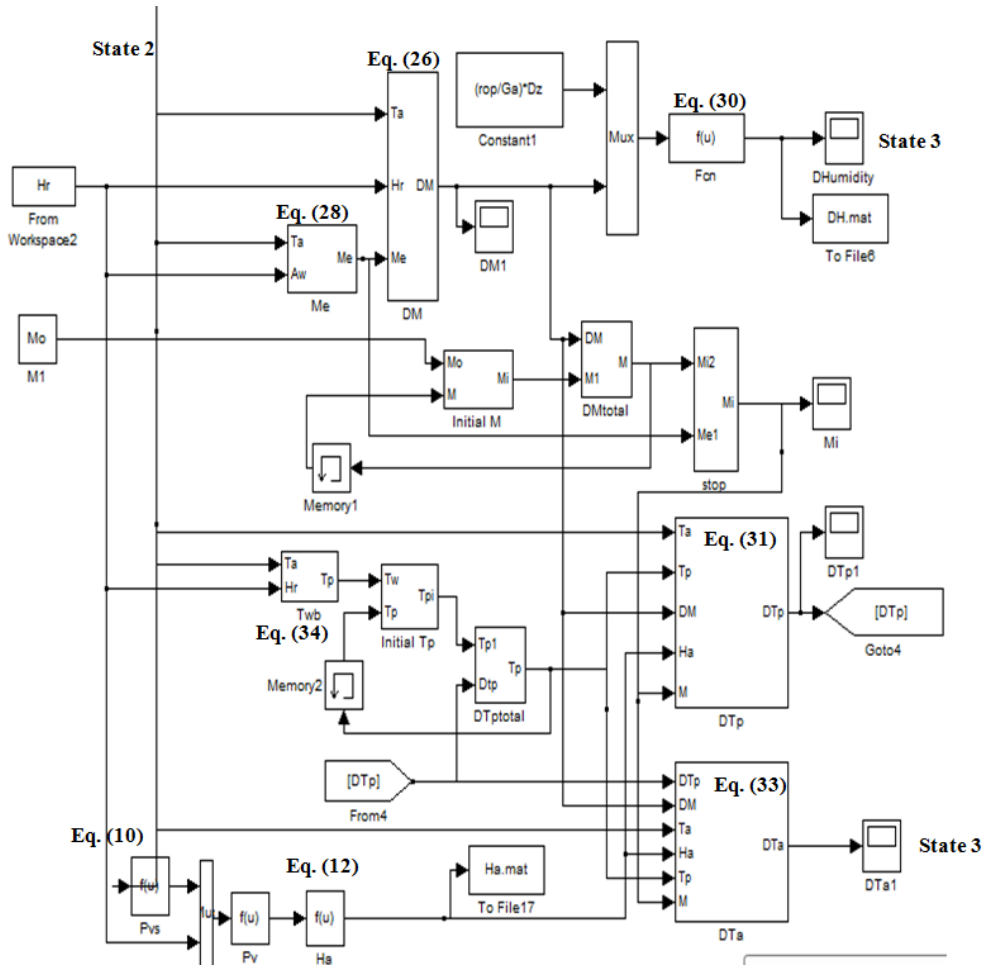 State 2
Eq. (26)
Ta
Hr
DM
Me
DM
(rop/Ga)*Dz
Constant1
Mux
Eq. (30)
f(u)
Fcn
DHumidity
State 3
DH.mat
To File6
Hr
From
Workspace2
Eq. (28)
Ta
Aw
Me
Me
DM1
Mo
M1
Mo
M
Mi
Initial M
DM
M1
M
DMtotal
Mi2
Me1
Mi
stop
Mi
Memory1
Ta
Hr
Tp
Twb
Eq. (34)
Tw
Tp
Tpi
Initial Tp
Memory2
Tp1
Dtp
Tp
DTptotal
Ta
Tp
DM
Ha
M
Eq. (31)
DTp
DTp
DTp1
[DTp]
Goto4
[DTp]
From4
DTp
DM
Ta
Ha
Tp
M
Eq. (33)
DTa
DTa
DTa1
State 3
Eq. (10)
f(u)
Pvs
f(u)
Pv
Eq. (12)
f(u)
Ha
Ha.mat
To File17